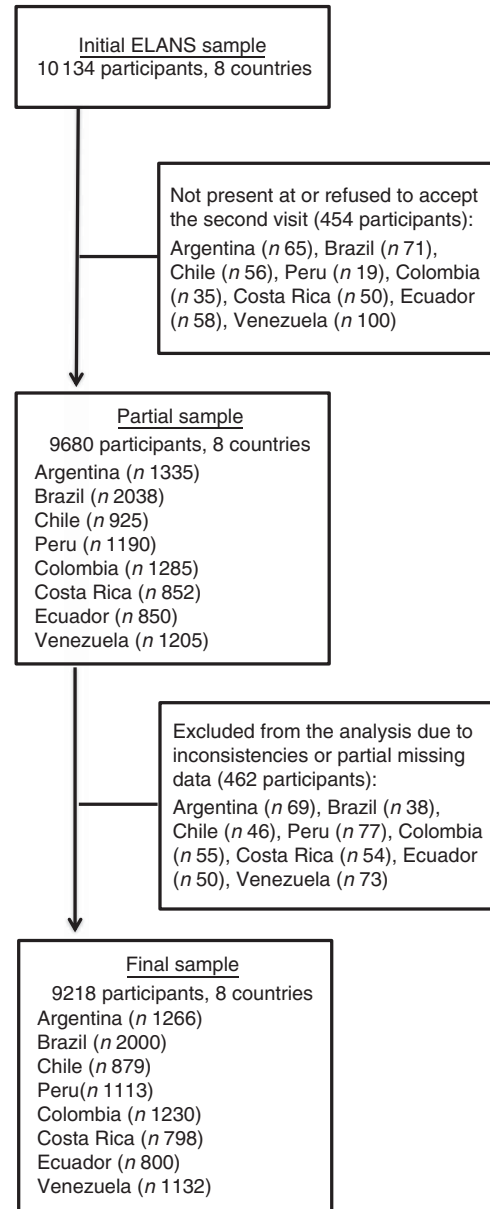 Initial ELANS sample
10 134 participants, 8 countries
Not present at or refused to accept
the second visit (454 participants):
Argentina (n 65), Brazil (n 71),
Chile (n 56), Peru (n 19), Colombia
(n 35), Costa Rica (n 50), Ecuador
(n 58), Venezuela (n 100)
Partial sample
9680 participants, 8 countries
Argentina (n 1335)
Brazil (n 2038)
Chile (n 925)
Peru (n 1190)
Colombia (n 1285)
Costa Rica (n 852)
Ecuador (n 850)
Venezuela (n 1205)
Excluded from the analysis due to
inconsistencies or partial missing
data (462 participants):
Argentina (n 69), Brazil (n 38),
Chile (n 46), Peru (n 77), Colombia
(n 55), Costa Rica (n 54), Ecuador
(n 50), Venezuela (n 73)
Final sample
9218 participants, 8 countries
Argentina (n 1266)
Brazil (n 2000)
Chile (n 879)
Peru(n 1113)
Colombia (n 1230)
Costa Rica (n 798)
Ecuador (n 800)
Venezuela (n 1132)